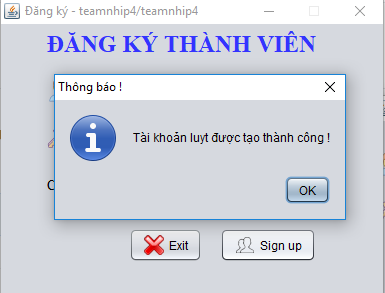 Đăng ký - teamnhip4/teamnhip4
ĐĂNG KÝ THÀNH VIÊN
Thông báo !
Tài khoản luyt được tạo thành công !
OK
Exit
Sign up